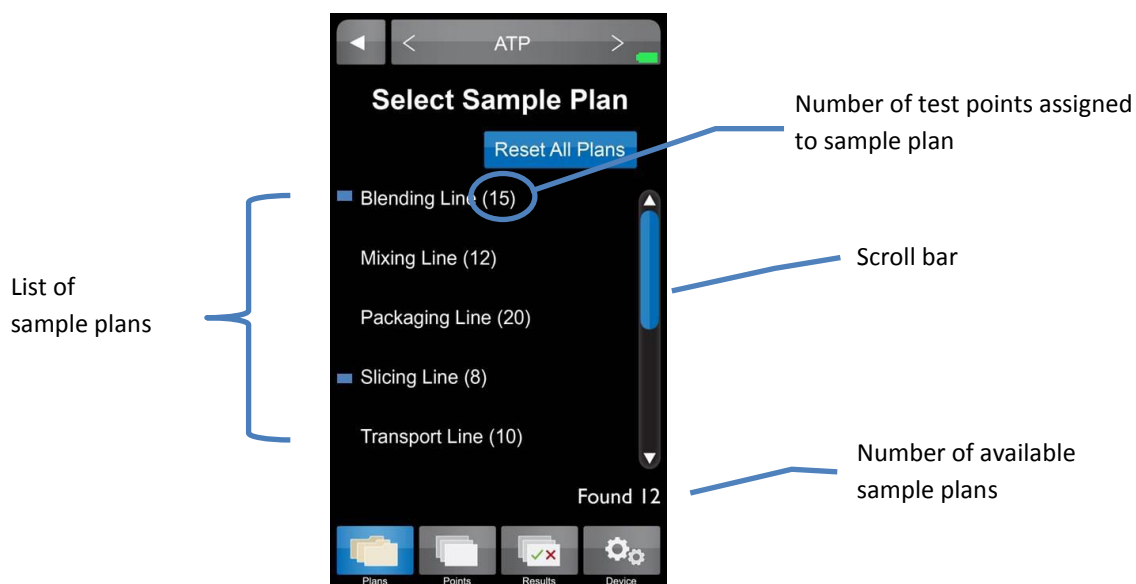 < ATP >
Select Sample Plan
Reset All Plans
Blending Line (15)
Mixing Line (12)
Packaging Line (20)
Slicing Line (8)
Transport Line (10)
Found 12
Plans Points Results Device
List of
sample plans
Number of test points assigned
to sample plan
Scroll bar
Number of available
sample plans